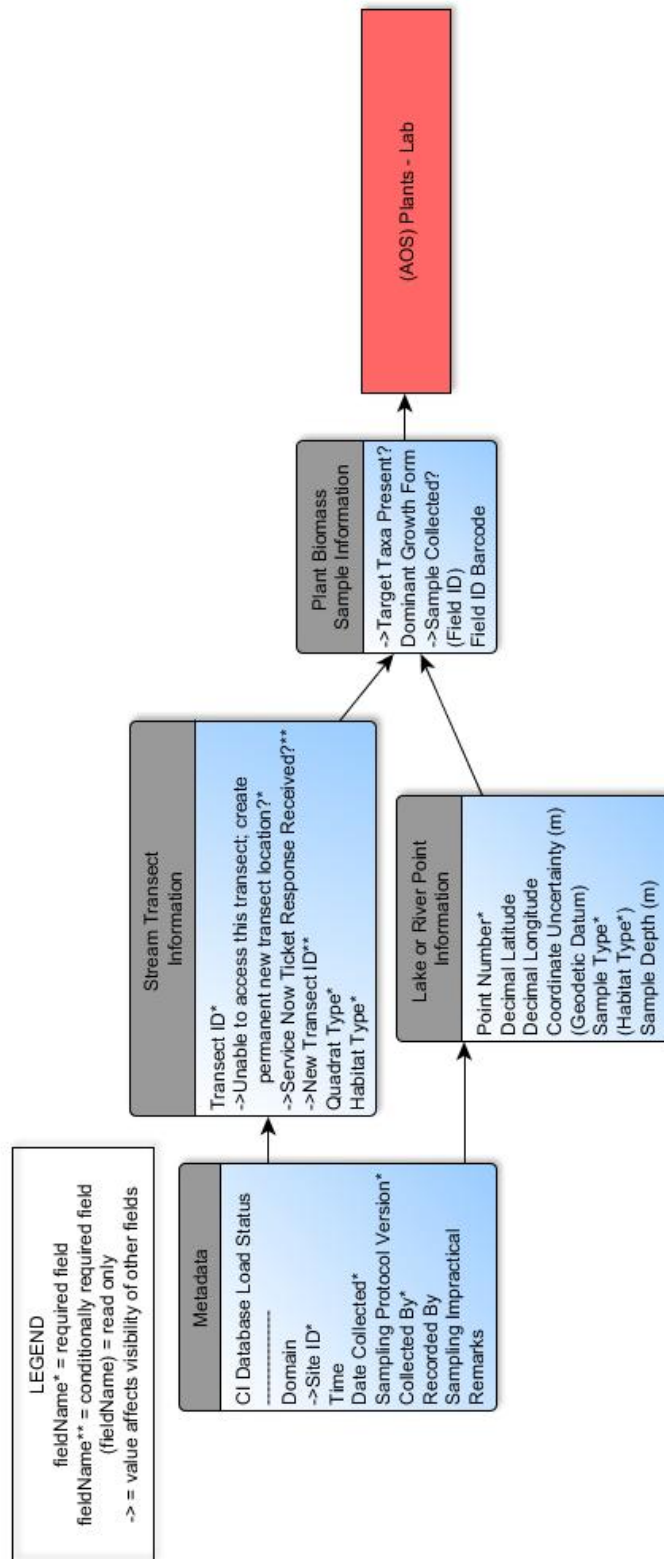 LEGEND
fieldName* = required field
fieldName** = conditionally required field
(fieldName) = read only
-> = value affects visibility of other fields
Metadata
CI Database Load Status
--------------------
Domain
->Site ID*
Time
Date Collected*
Sampling Protocol Version*
Collected By*
Recorded By
Sampling Impractical
Remarks
Stream Transect
Information
Transect ID*
->Unable to access this transect; create
permanent new transect location?*
->Service Now Ticket Response Received?**
->New Transect ID**
Quadrat Type*
Habitat Type*
Lake or River Point
Information
Point Number*
Decimal Latitude
Decimal Longitude
Coordinate Uncertainty (m)
(Geodetic Datum)
Sample Type*
(Habitat Type*)
Sample Depth (m)
Plant Biomass
Sample Information
->Target Taxa Present?
Dominant Growth Form
->Sample Collected?
(Field ID)
Field ID Barcode
(AOS) Plants - Lab